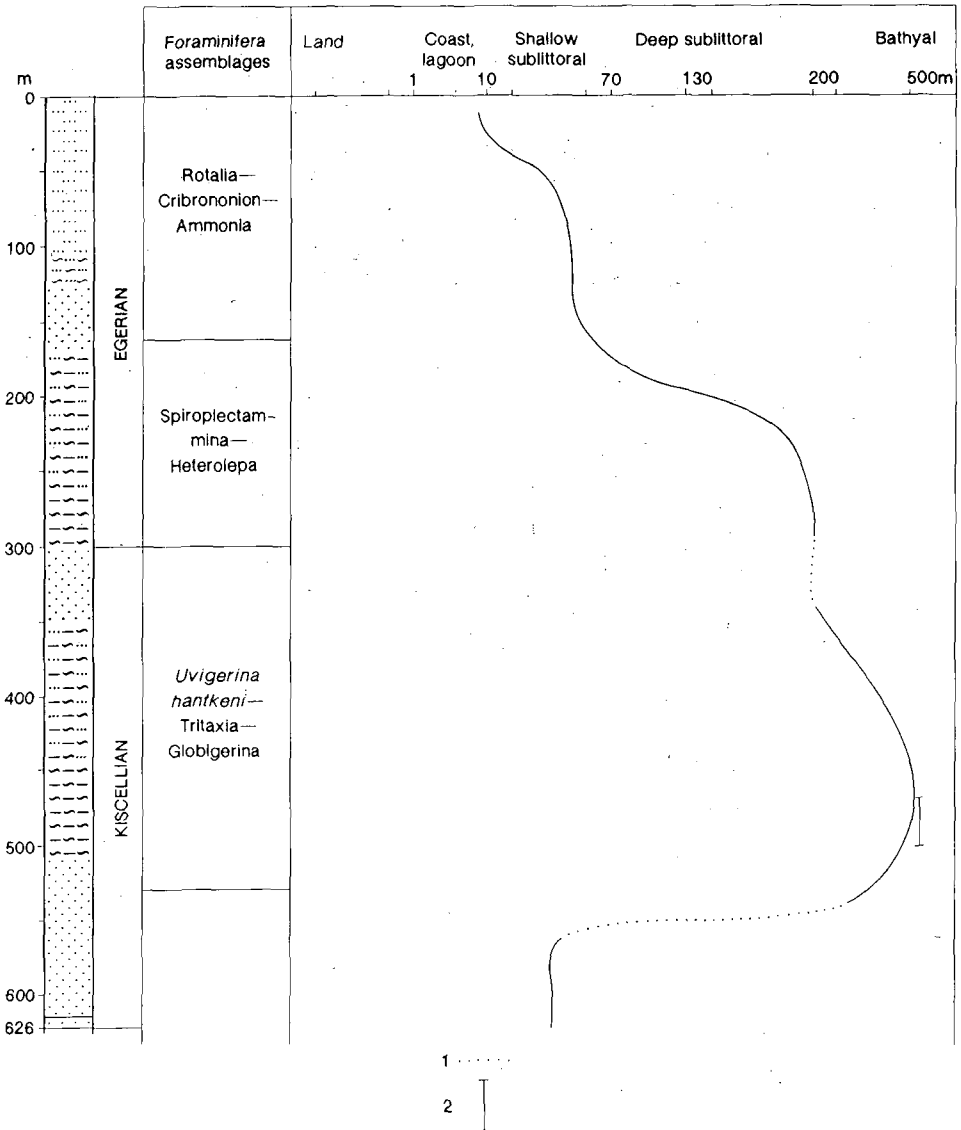 Foraminifera
assemblages
Land
Coast,
lagoon
Shallow
sublittoral
Deep sublittoral
Bathyal
m
1
10
70
130
200
500m
0
100
200
300
400
500
600
626
EGERIAN
KISCELLIAN
Rotalia—
Cribrononion—
Ammonia
Spiroplectam-
mina—
Heterolepa
Uvigerina
hantkeni—
Tritaxia—
Globigerina
1
2